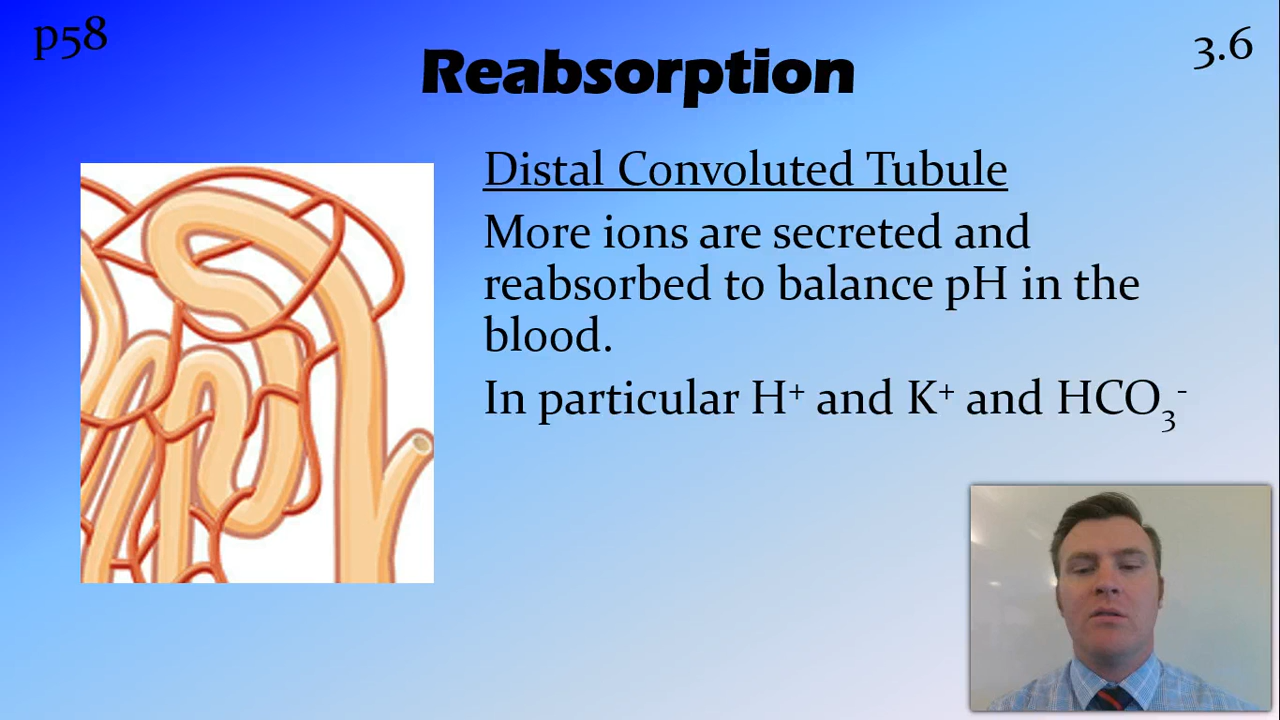 p58
3.6
Reabsorption
Distal Convoluted Tubule
More ions are secreted and
reabsorbed to balance pH in the
blood.
In particular H⁺ and K⁺ and HCO₃⁻